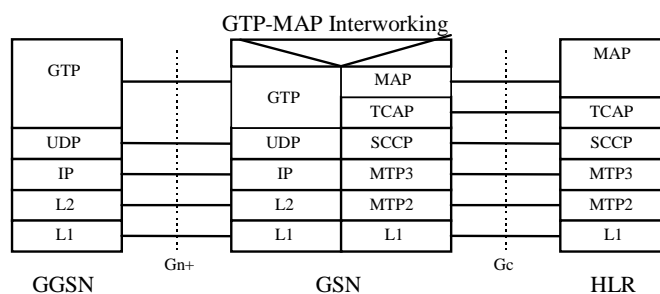 GTP-MAP Interworking
GTP
MAP
MAP
GTP
TCAP
TCAP
UDP
UDP
SCCP
SCCP
IP
IP
MTP3
MTP3
L2
L2
MTP2
MTP2
L1
L1
L1
L1
Gn+
Gc
GGSN
GSN
HLR